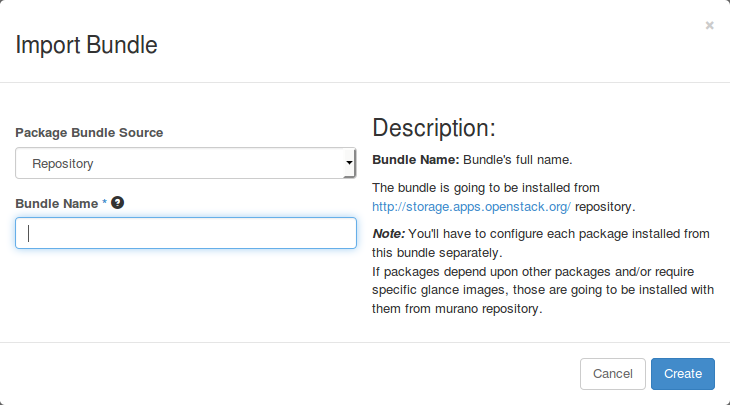 Import Bundle
×
Package Bundle Source
Repository
Bundle Name *
Description:
Bundle Name: Bundle's full name.
The bundle is going to be installed from
http://storage.apps.openstack.org/ repository.
Note: You'll have to configure each package installed from
this bundle separately.
If packages depend upon other packages and/or require
specific glance images, those are going to be installed with
them from murano repository.
Cancel
Create